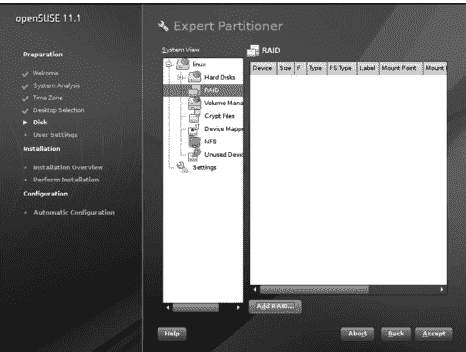 openSUSE 11.1
Preparation
Welcome
System Analysis
Time Zone
Desktop Selection
Disk
User Settings
Installation
Installation Overview
Perform Installation
Configuration
Automatic Configuration
Expert Partitioner
System View
linux
Hard Disks
RAID
Volume Mana
Crypt Files
Device Mappe
NFS
Unused Devic
Settings
RAID
Device Size F Type FS Type Label Mount Point Mount
Add RAID...
Help Abort Back Accept